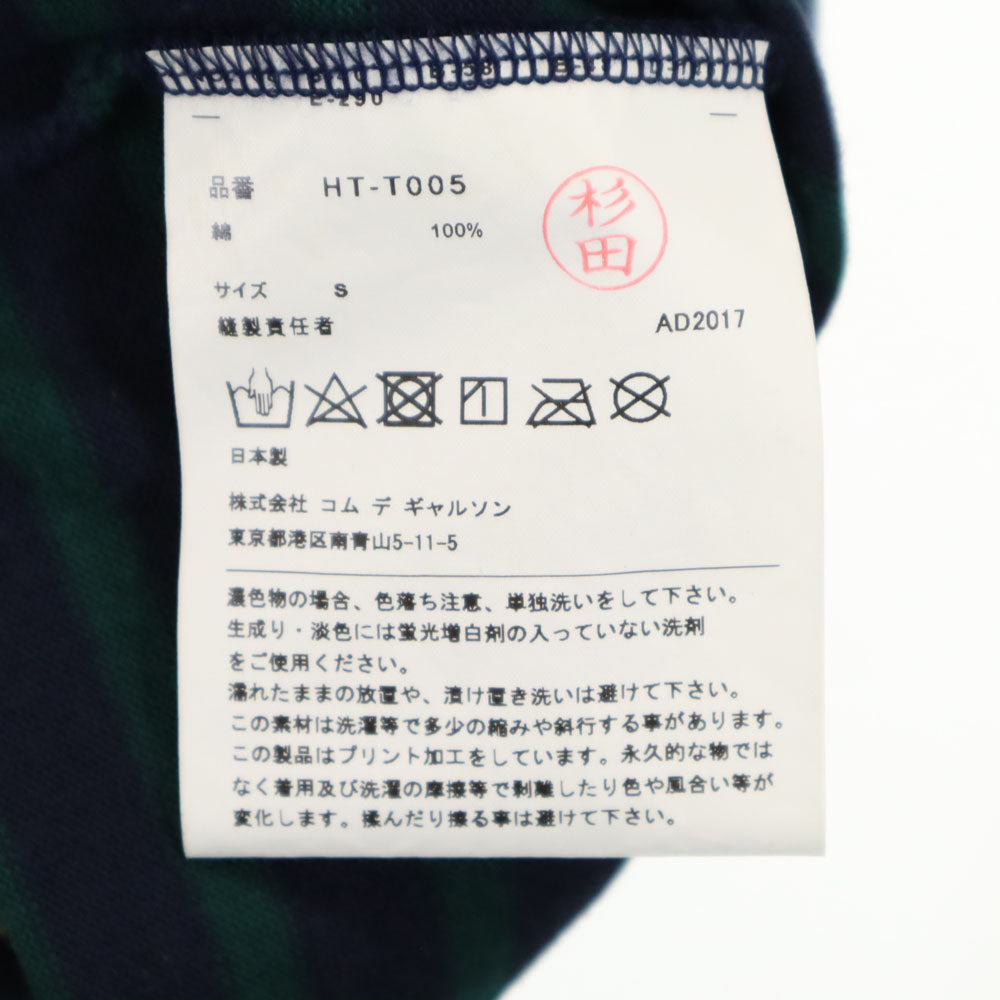 E-290
品番 HT-T005
杉田
綿 100%
サイズ S
縫製責任者 AD2017
日本製
株式会社 コム デ ギャルソン
東京都港区南青山5-11-5
濃色物の場合、色落ち注意、単独洗いをして下さい。
生成り・淡色には蛍光増白剤の入っていない洗剤
をご使用ください。
濡れたままの放置や、漬け置き洗いは避けて下さい。
この素材は洗濯等で多少の縮みや斜行する事があります。
この製品はプリント加工をしています。永久的な物では
なく着用及び洗濯の摩擦等で剥離したり色や風合い等が
変化します。揉んだり擦る事は避けて下さい。